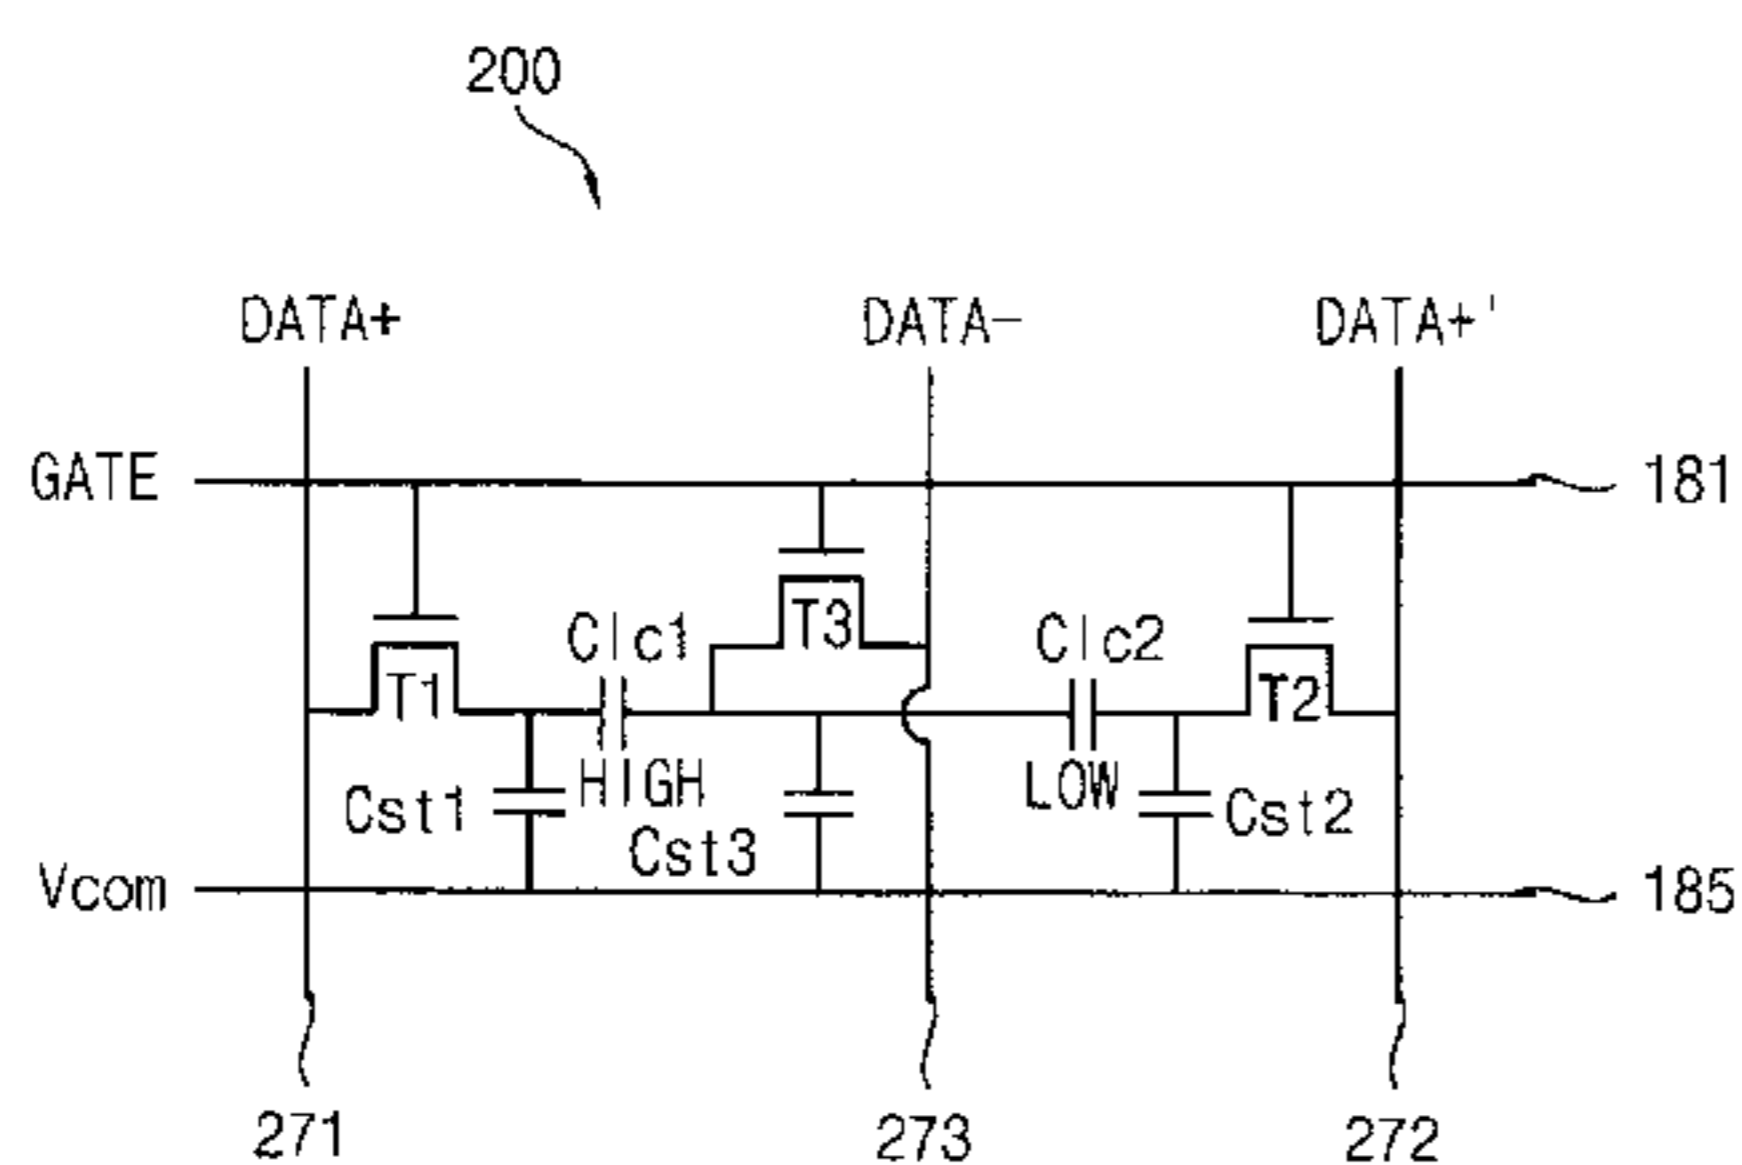 200
DATA+ DATA- DATA+'
GATE 181
T3
Clc1 Clc2
T1 T2
HIGH LOW
Cst1 Cst2
Cst3
Vcom 185
271 273 272